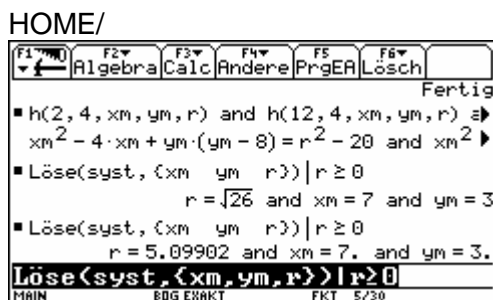 HOME/
F1 F2 F3 F4 F5 F6
Algebra Calc Andere PrgEA Lösch
Fertig
▪ h(2,4,xm,ym,r) and h(12,4,xm,ym,r) a▶
xm² - 4·xm + ym·(ym - 8) = r² - 20 and xm² ▶
▪ Löse(syst, {xm ym r})|r ≥ 0
r = √26 and xm = 7 and ym = 3
▪ Löse(syst, {xm ym r})|r ≥ 0
r = 5.09902 and xm = 7. and ym = 3.
Löse(syst,{xm,ym,r})|r≥0
MAIN BOG EXAKT FKT 5/30